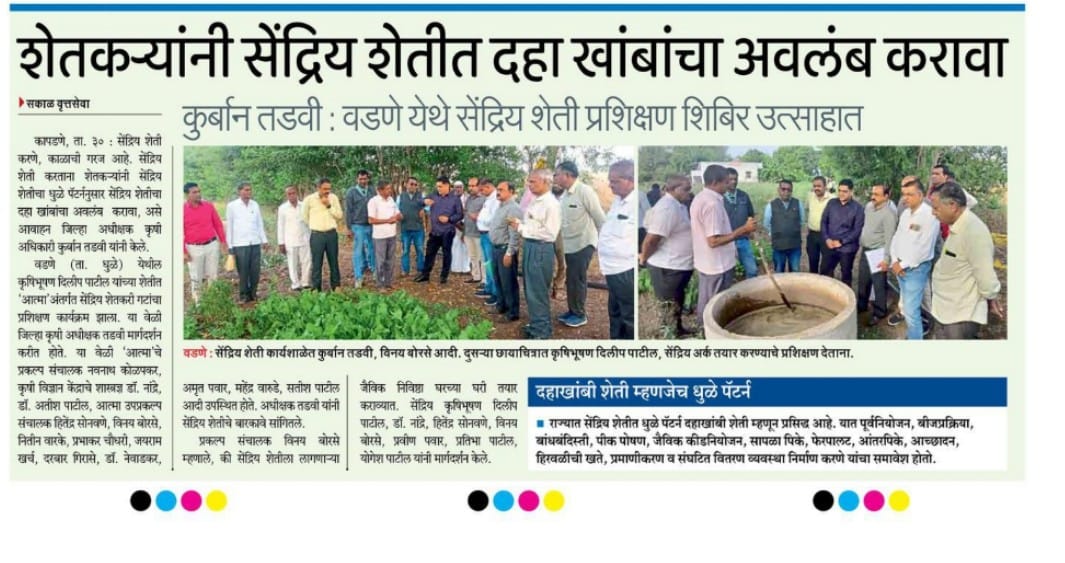 शेतकऱ्यांनी सेंद्रिय शेतीत दहा खांबांचा अवलंब करावा
सकाळ वृत्तसेवा
कुर्बान तडवी : वडणे येथे सेंद्रिय शेती प्रशिक्षण शिबिर उत्साहात
कापडणे, ता. ३० : सेंद्रिय शेती
करणे, काळाची गरज आहे. सेंद्रिय
शेती करताना शेतकऱ्यांनी सेंद्रिय
शेतीचा धुळे पॅटर्ननुसार सेंद्रिय शेतीचा
दहा खांबांचा अवलंब करावा, असे
आवाहन जिल्हा अधीक्षक कृषी
अधिकारी कुर्बान तडवी यांनी केले.
वडणे (ता. धुळे) येथील
कृषिभूषण दिलीप पाटील यांच्या शेतीत
'आत्मा'अंतर्गत सेंद्रिय शेतकरी गटांचा
प्रशिक्षण कार्यक्रम झाला. या वेळी
जिल्हा कृषी अधीक्षक तडवी मार्गदर्शन
करीत होते. या वेळी 'आत्मा'चे
प्रकल्प संचालक नवनाथ कोळपकर,
कृषी विज्ञान केंद्राचे शास्त्रज्ञ डॉ. नांद्रे,
डॉ. अतीश पाटील, आत्मा उपप्रकल्प
संचालक हितेंद्र सोनवणे, विनय बोरसे,
नितीन वारके, प्रभाकर चौधरी, जयराम
खर्च, दरबार गिरासे, डॉ. नेवाडकर,
वडणे : सेंद्रिय शेती कार्यशाळेत कुर्बान तडवी, विनय बोरसे आदी. दुसऱ्या छायाचित्रात कृषिभूषण दिलीप पाटील, सेंद्रिय अर्क तयार करण्याचे प्रशिक्षण देताना.
अमृत पवार, महेंद्र वारुडे, सतीश पाटील
आदी उपस्थित होते. अधीक्षक तडवी यांनी
सेंद्रिय शेतीचे बारकावे सांगितले.
प्रकल्प संचालक विनय बोरसे
म्हणाले, की सेंद्रिय शेतीला लागणाऱ्या
जैविक निविष्ठा घरच्या घरी तयार
कराव्यात. सेंद्रिय कृषिभूषण दिलीप
पाटील, डॉ. नांद्रे, हितेंद्र सोनवणे, विनय
बोरसे, प्रवीण पवार, प्रतिभा पाटील,
योगेश पाटील यांनी मार्गदर्शन केले.
दहाखांबी शेती म्हणजेच धुळे पॅटर्न
राज्यात सेंद्रिय शेतीत धुळे पॅटर्न दहाखांबी शेती म्हणून प्रसिद्ध आहे. यात पूर्वनियोजन, बीजप्रक्रिया,
बांधबंदिस्ती, पीक पोषण, जैविक कीडनियोजन, सापळा पिके, फेरपालट, आंतरपिके, आच्छादन,
हिरवळीची खते, प्रमाणीकरण व संघटित वितरण व्यवस्था निर्माण करणे यांचा समावेश होतो.